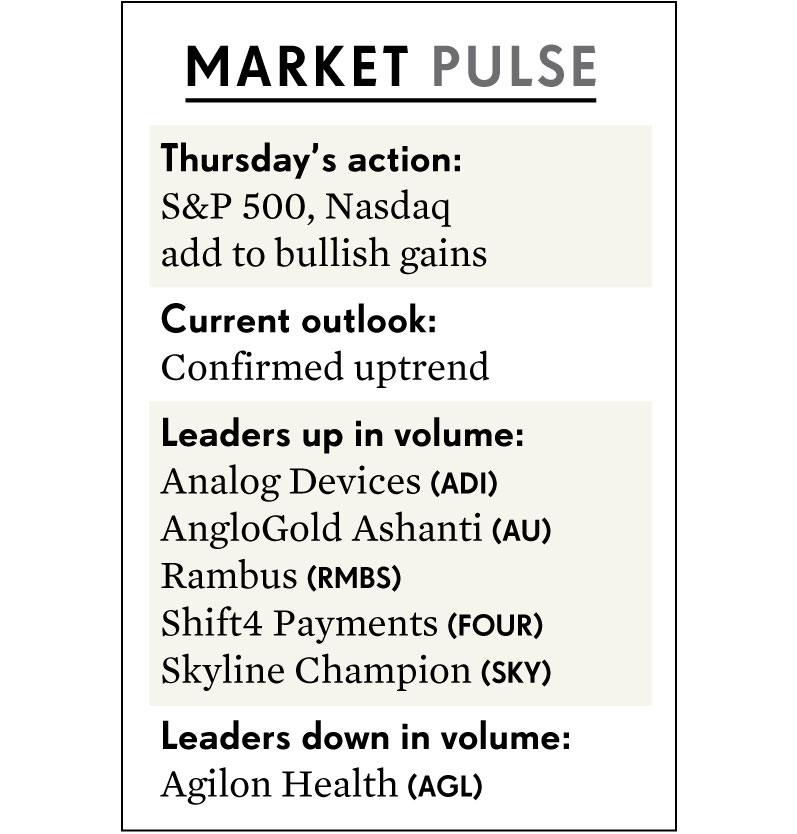 MARKET PULSE
Thursday’s action:
S&P 500, Nasdaq
add to bullish gains
Current outlook:
Confirmed uptrend
Leaders up in volume:
Analog Devices (ADI)
AngloGold Ashanti (AU)
Rambus (RMBS)
Shift4 Payments (FOUR)
Skyline Champion (SKY)
Leaders down in volume:
Agilon Health (AGL)